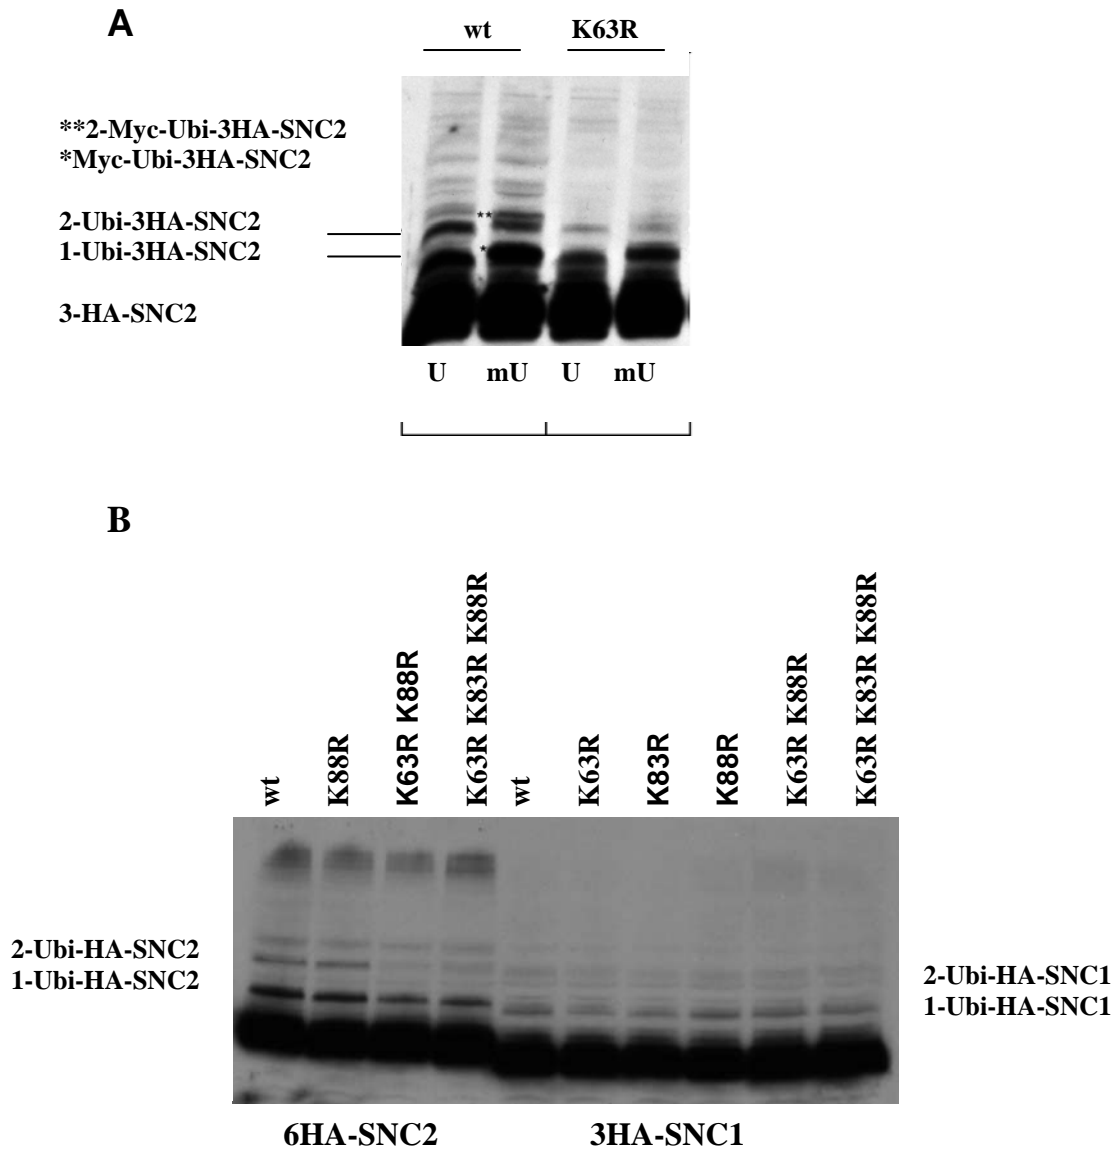 A
wt K63R
**2-Myc-Ubi-3HA-SNC2
*Myc-Ubi-3HA-SNC2
2-Ubi-3HA-SNC2
**
1-Ubi-3HA-SNC2
*
3-HA-SNC2
U mU U mU
B
wt
K88R
K63R K88R
K63R K83R K88R
wt
K63R
K83R
K88R
K63R K88R
K63R K83R K88R
2-Ubi-HA-SNC2
1-Ubi-HA-SNC2
2-Ubi-HA-SNC1
1-Ubi-HA-SNC1
6HA-SNC2 3HA-SNC1